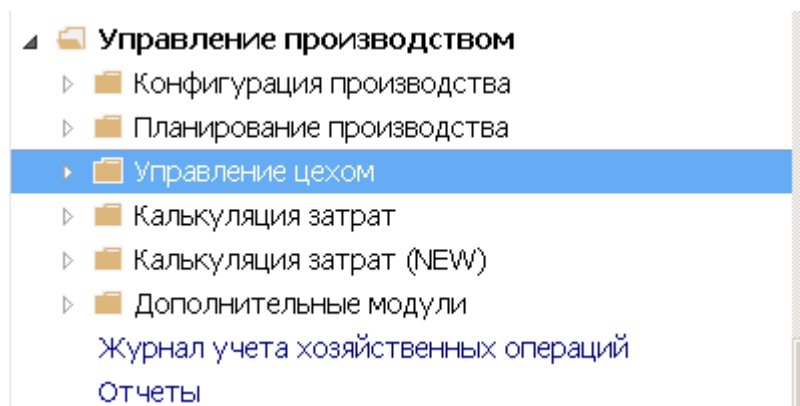 Управление производством
Конфигурация производства
Планирование производства
Управление цехом
Калькуляция затрат
Калькуляция затрат (NEW)
Дополнительные модули
Журнал учета хозяйственных операций
Отчеты